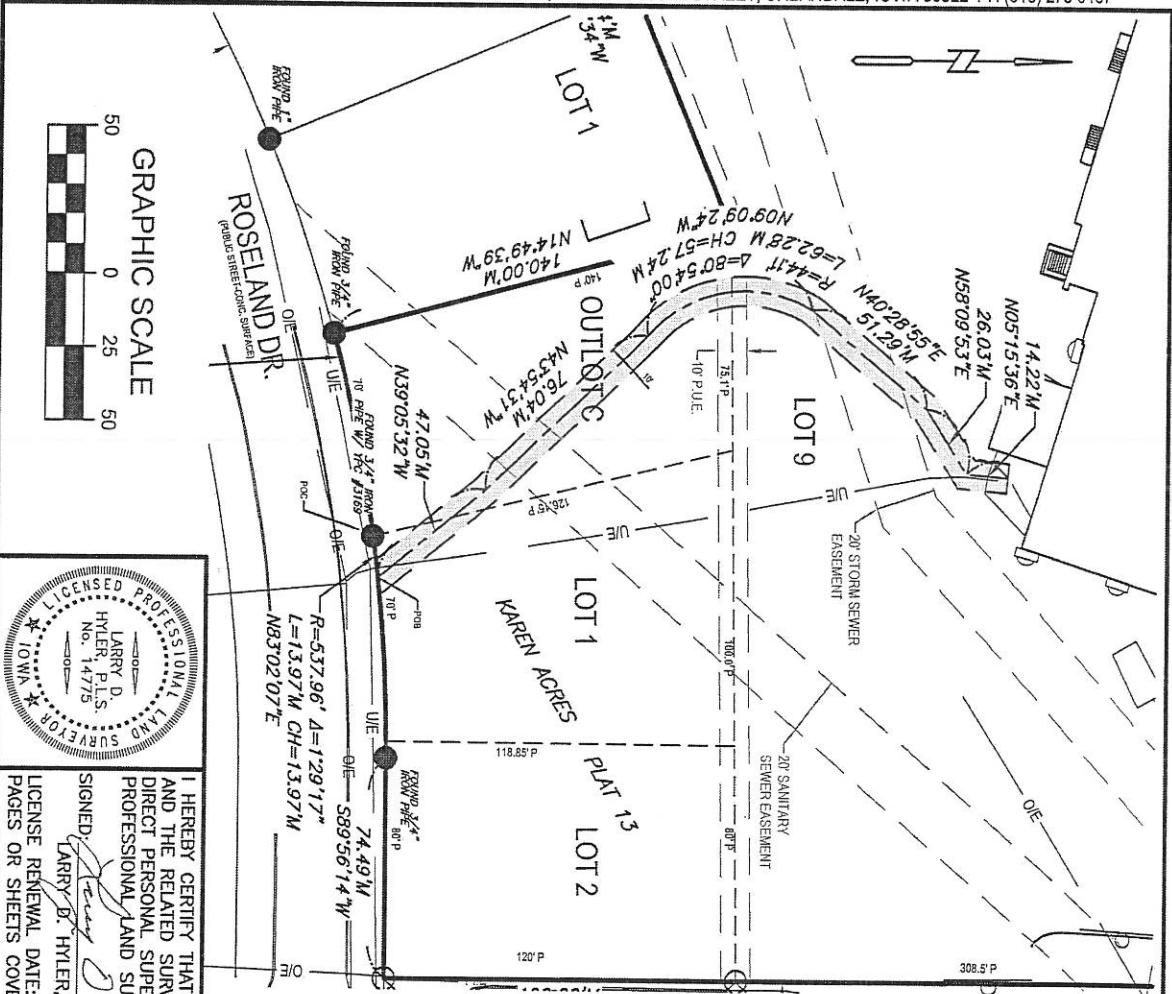 LOT 1
FOUND 1"
IRON PIPE
ROSELAND DR.
(PUBLIC STREET-CONC. SURFACE)
GRAPHIC SCALE
50
0
25
50
FOUND 3/4"
IRON PIPE
140.00'M
N14°49'39"W
140' P
OUTLOT C
N09°09'24"W
Δ=80°54'00"
L=62.28'M CH=57.24'M
R=44.11'
N40°28'55"E
51.29'M
N58°09'53"E
26.03'M
N05°15'36"E
14.22'M
LOT 9
75.1' P
10' P.U.E.
10'
76.04'M
N43°54'31"W
47.05'M
N39°05'32"W
FOUND 3/4" IRON
PIPE W/ YPC #3169
70' P
POC
POB
70' P
126.45' P
O/E
U/E
U/E
U/E
O/E
20' STORM SEWER
EASEMENT
LOT 1
KAREN ACRES
PLAT 13
100.0' P
118.85' P
LOT 2
20' SANITARY
SEWER EASEMENT
80' P
O/E
R=537.96' Δ=1°29'17"
L=13.97'M CH=13.97'M
N83°02'07"E
U/E
O/E
FOUND 3/4"
IRON PIPE
80' P
74.49'M
S89°56'14"W
O/E
120' P
308.5' P
LICENSED PROFESSIONAL LAND SURVEYOR
LARRY D.
HYLER, P.L.S.
No. 14775
IOWA
I HEREBY CERTIFY THAT
AND THE RELATED SURV
DIRECT PERSONAL SUPE
PROFESSIONAL LAND SU
SIGNED:
LARRY D. HYLER,
LICENSE RENEWAL DATE:
PAGES OR SHEETS COVE